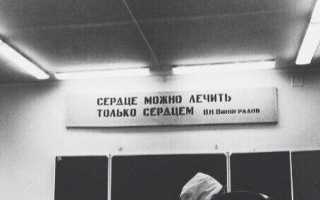 СЕРДЦЕ МОЖНО ЛЕЧИТЬ
ТОЛЬКО СЕРДЦЕМ В.Н. ВИНОГРАДОВ